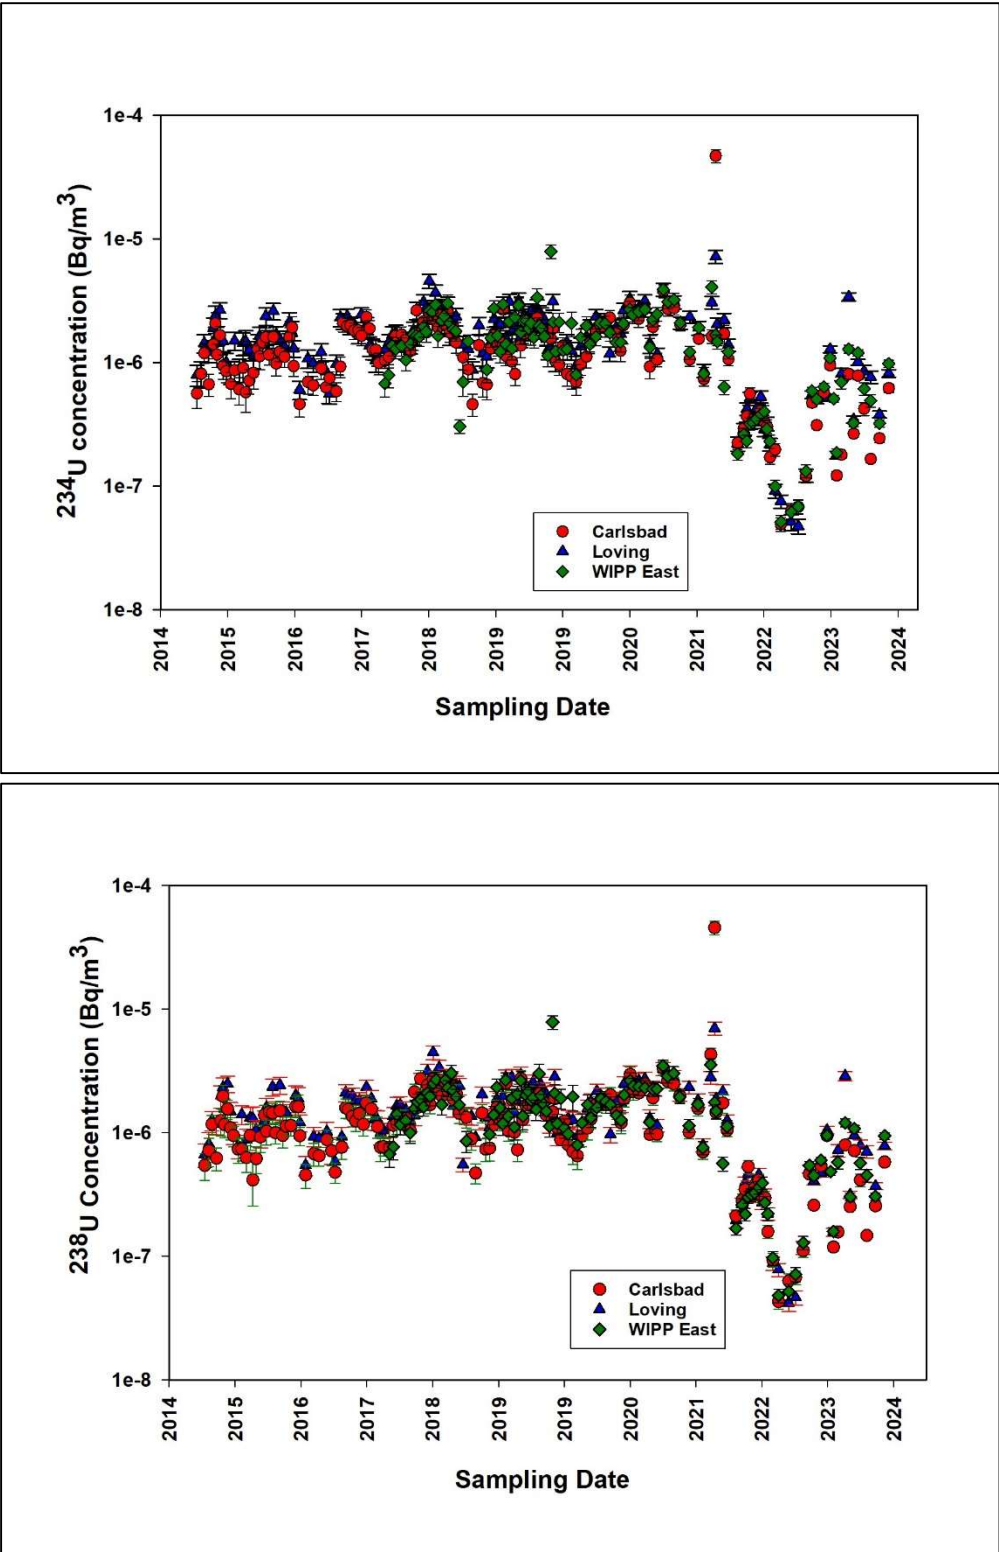 1e-4
1e-5
1e-6
1e-7
1e-8
234U concentration (Bq/m3)
Carlsbad
Loving
WIPP East
2014 2015 2016 2017 2018 2019 2019 2020 2021 2022 2023 2024
Sampling Date
1e-4
1e-5
1e-6
1e-7
1e-8
238U Concentration (Bq/m3)
Carlsbad
Loving
WIPP East
2014 2015 2016 2017 2018 2019 2019 2020 2021 2022 2023 2024
Sampling Date